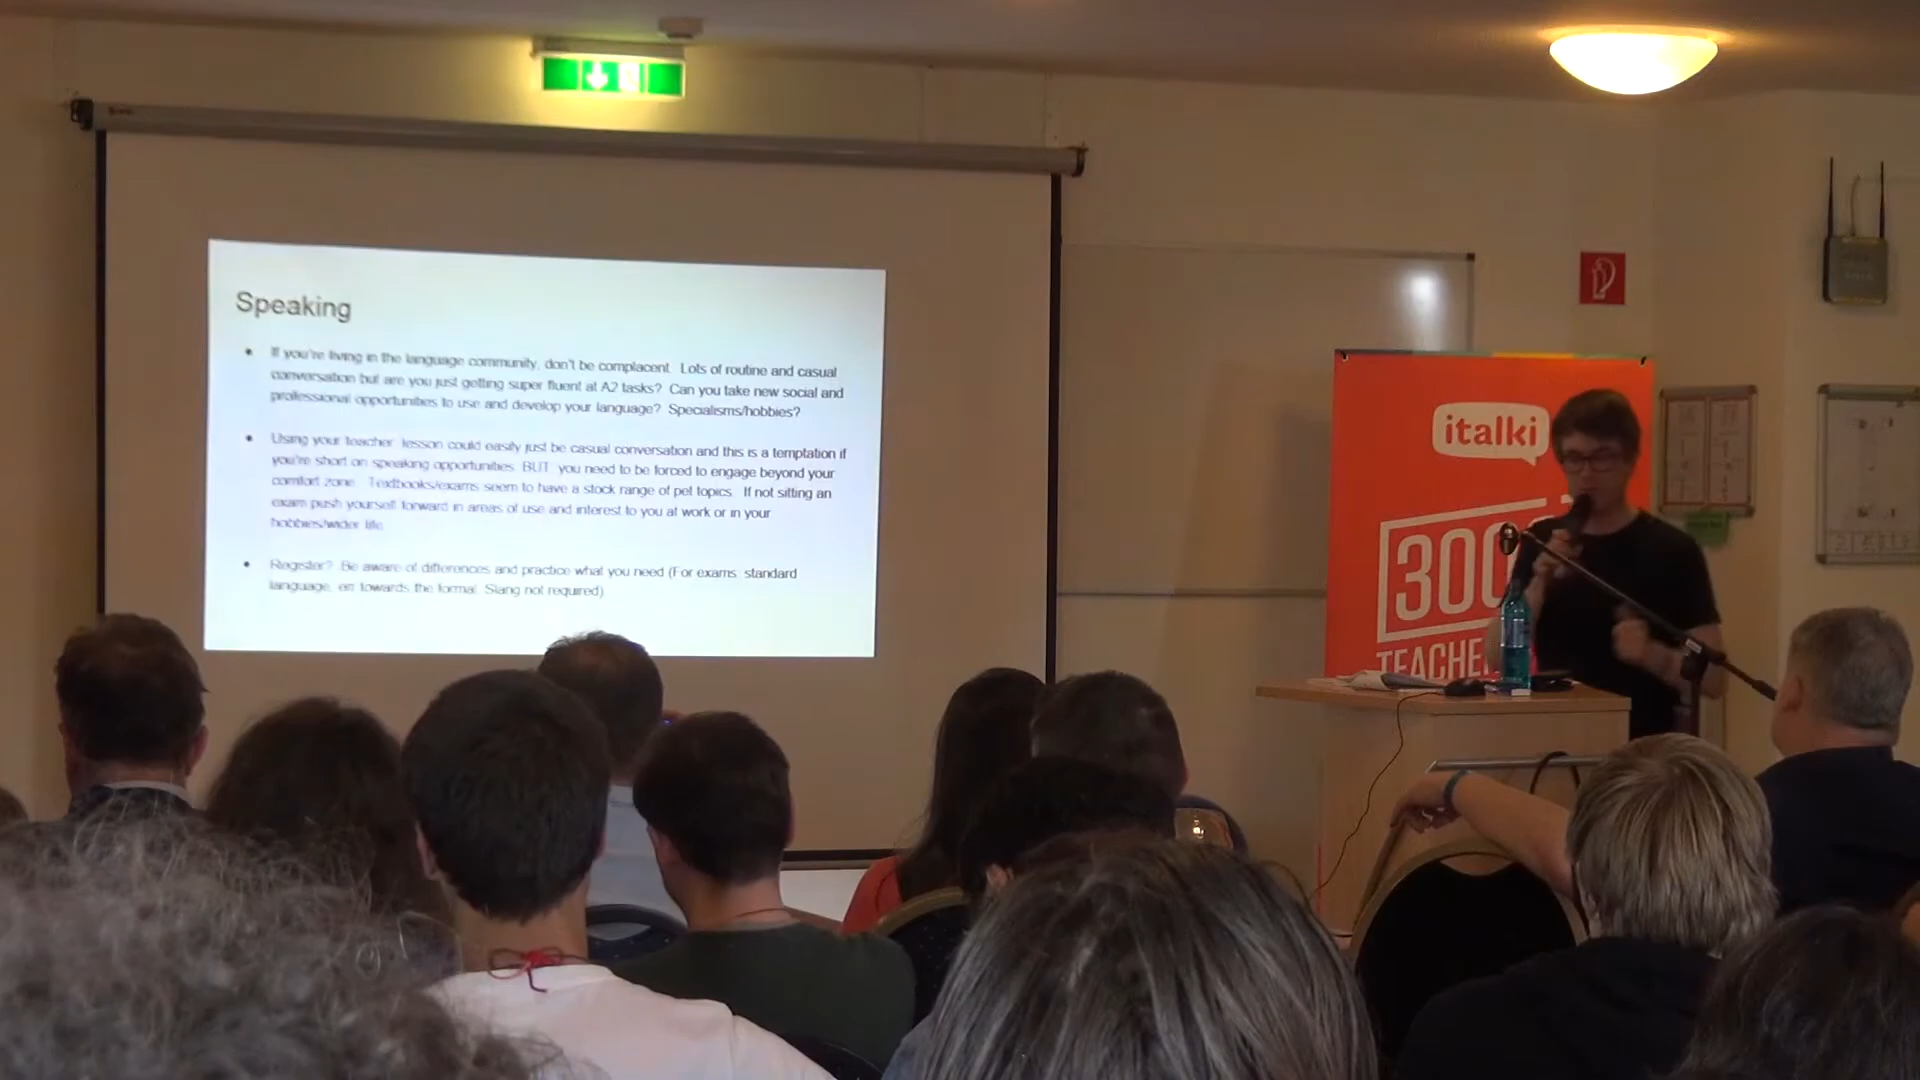 Speaking
If you're living in the language community, don't be complacent. Lots of routine and casual
conversation but are you just getting super fluent at A2 tasks? Can you take new social and
professional opportunities to use and develop your language? Specialisms/hobbies?
Using your teacher: lesson could easily just be casual conversation and this is a temptation if
you're short on speaking opportunities. BUT: you need to be forced to engage beyond your
comfort zone. Textbooks/exams seem to have a stock range of pet topics. If not sitting an
exam push yourself forward in areas of use and interest to you at work or in your
hobbies/wider life.
Register? Be aware of differences and practice what you need (For exams: standard
language, err towards the formal. Slang not required)
italki
300
TEACHE